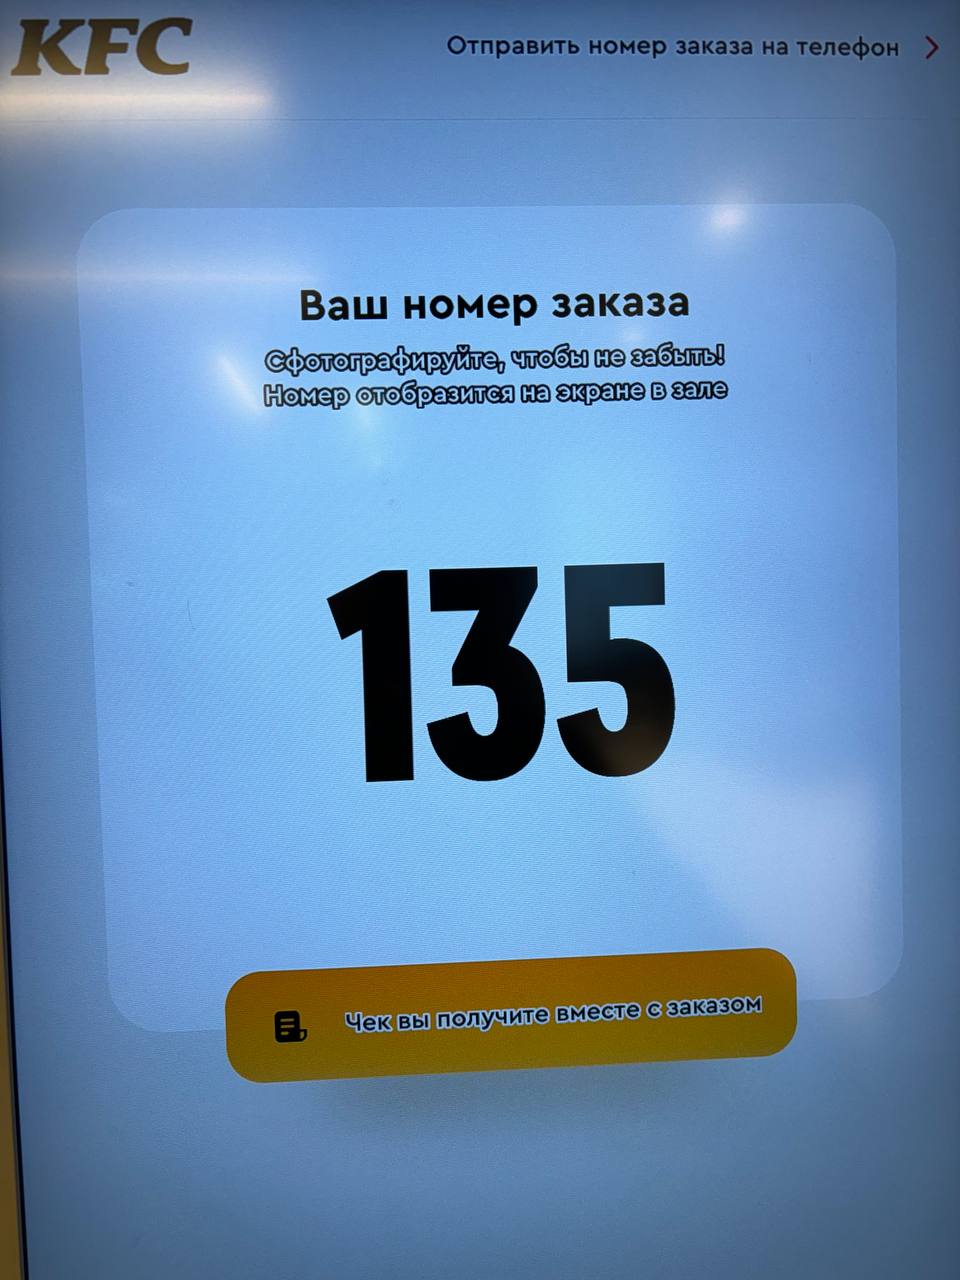 KFC
Отправить номер заказа на телефон
Ваш номер заказа
Сфотографируйте, чтобы не забыть!
Номер отобразится на экране в зале
135
Чек вы получите вместе с заказом